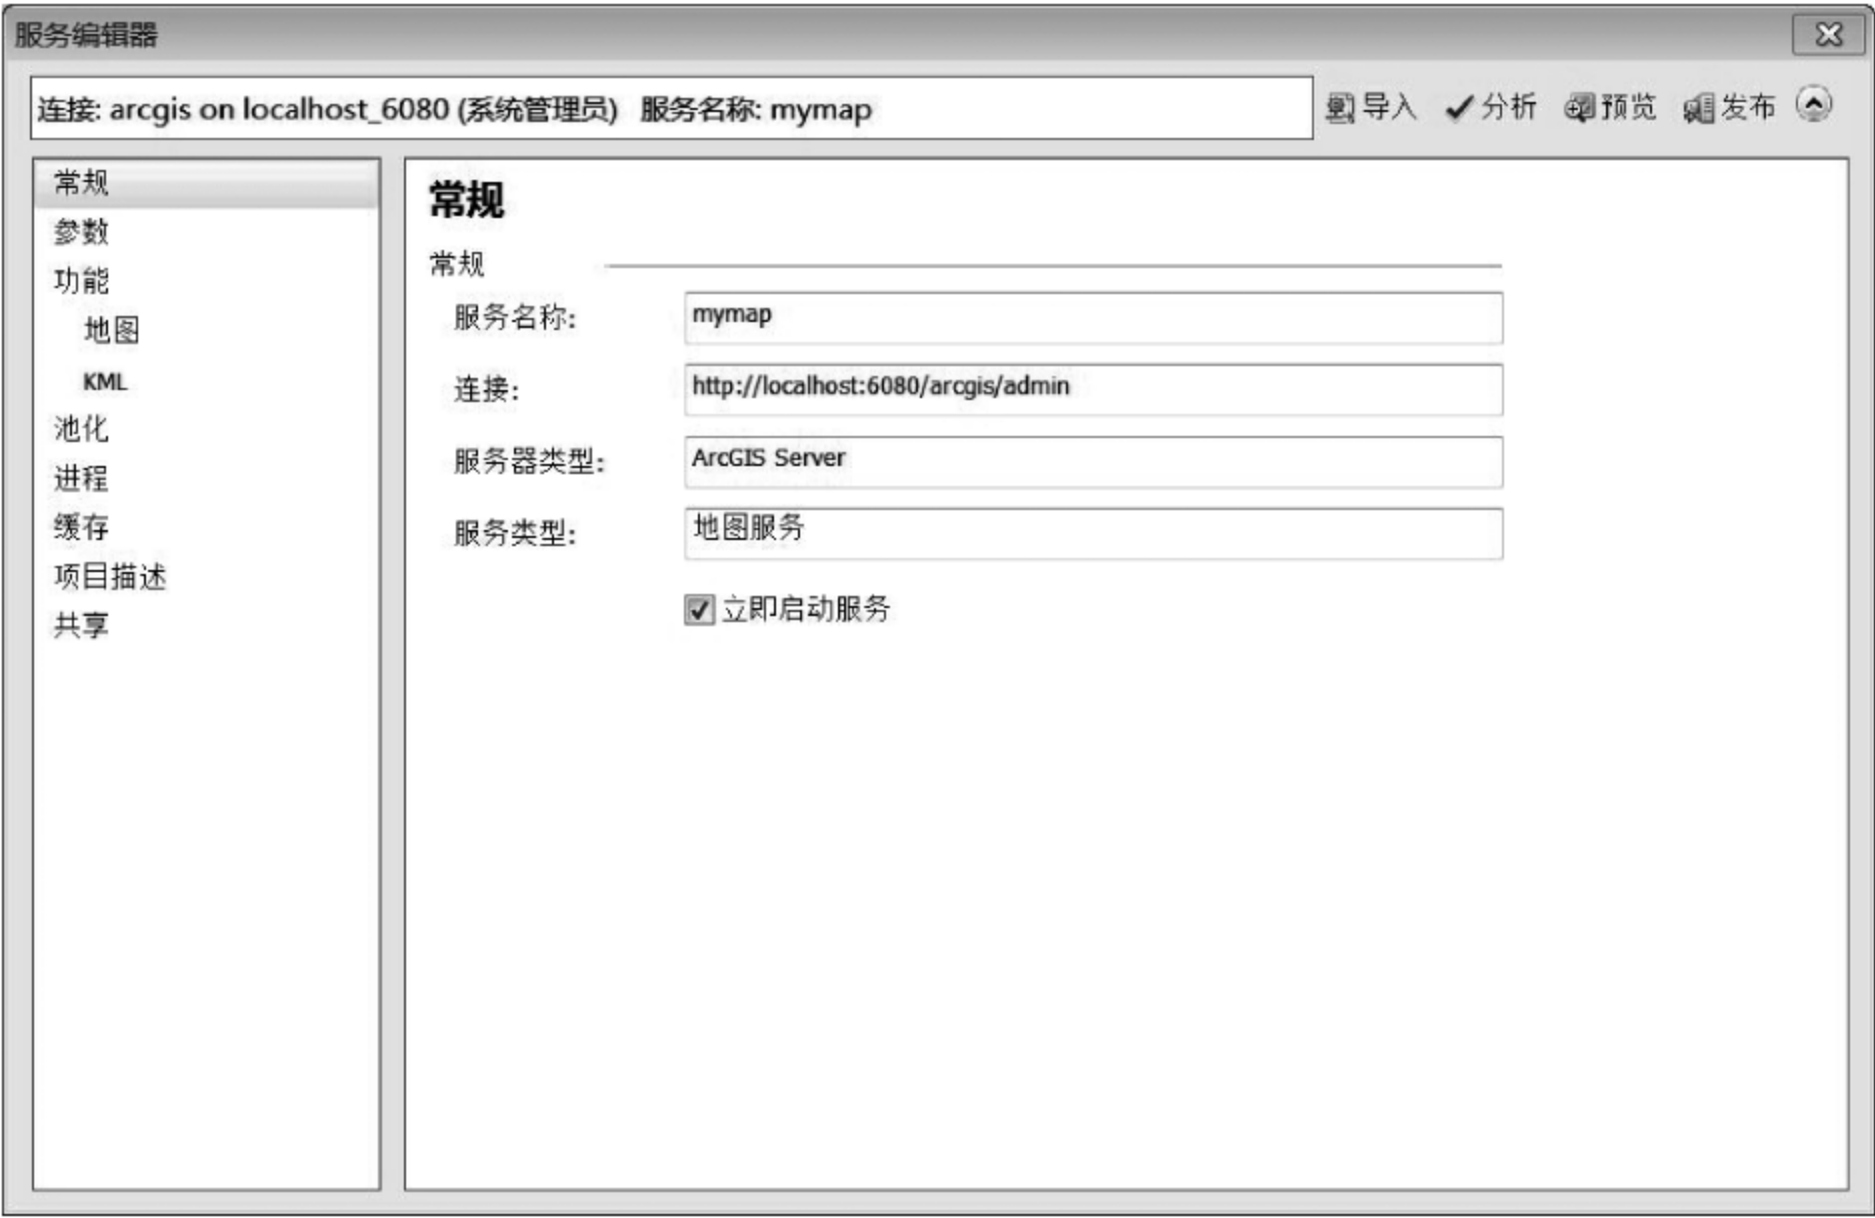 服务编辑器
连接: arcgis on localhost_6080 (系统管理员) 服务名称: mymap
导入 分析 预览 发布
常规
参数
功能
地图
KML
池化
进程
缓存
项目描述
共享
常规
常规
服务名称: mymap
连接: http://localhost:6080/arcgis/admin
服务器类型: ArcGIS Server
服务类型: 地图服务
立即启动服务